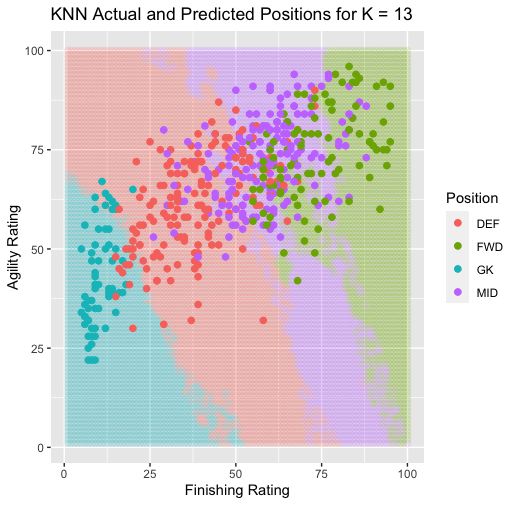 KNN Actual and Predicted Positions for K = 13
100
75
50
25
0
Agility Rating
0 25 50 75 100
Finishing Rating
Position
DEF
FWD
GK
MID